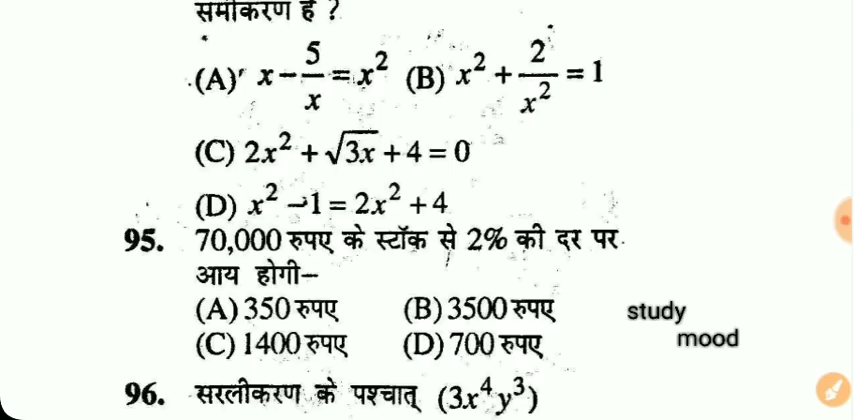 समीकरण है ?
(A) x − 5/x = x² (B) x² + 2/x² = 1
(C) 2x² + √3x + 4 = 0
(D) x² − 1 = 2x² + 4
95. 70,000 रुपए के स्टॉक से 2% की दर पर
आय होगी–
(A) 350 रुपए (B) 3500 रुपए
(C) 1400 रुपए (D) 700 रुपए
study
mood
96. सरलीकरण के पश्चात् (3x⁴y³)